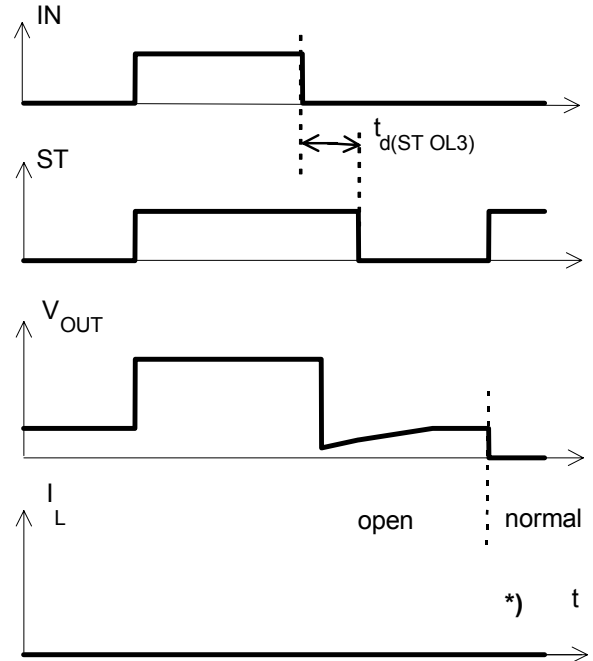 IN
t d(ST OL3)
ST
V OUT
I L
open normal
*) t